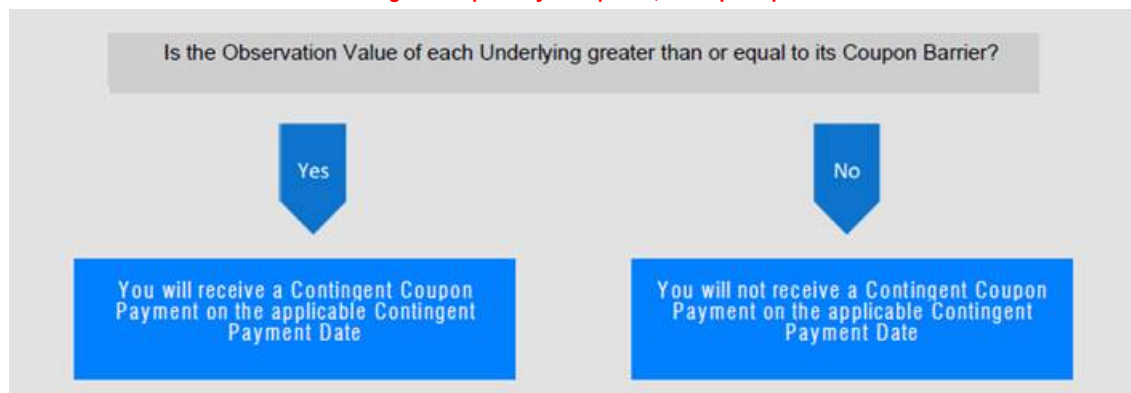 Is the Observation Value of each Underlying greater than or equal to its Coupon Barrier?
Yes
No
You will receive a Contingent Coupon
Payment on the applicable Contingent
Payment Date
You will not receive a Contingent Coupon
Payment on the applicable Contingent
Payment Date